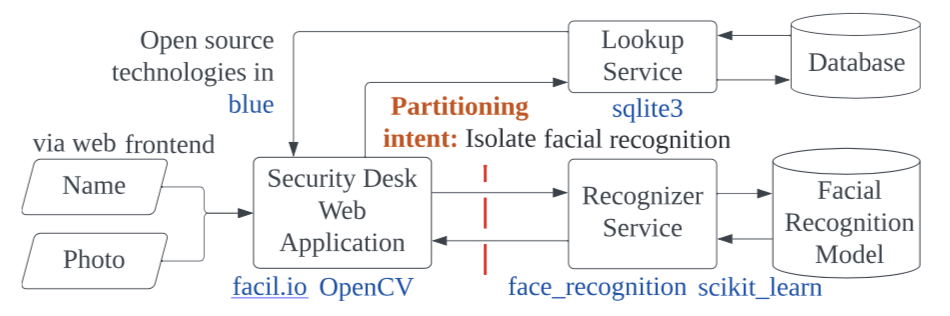 Open source
technologies in
blue
Lookup
Service
Database
sqlite3
Partitioning
intent: Isolate facial recognition
via web frontend
Name
Photo
Security Desk
Web
Application
Recognizer
Service
Facial
Recognition
Model
facil.io OpenCV
face_recognition scikit_learn